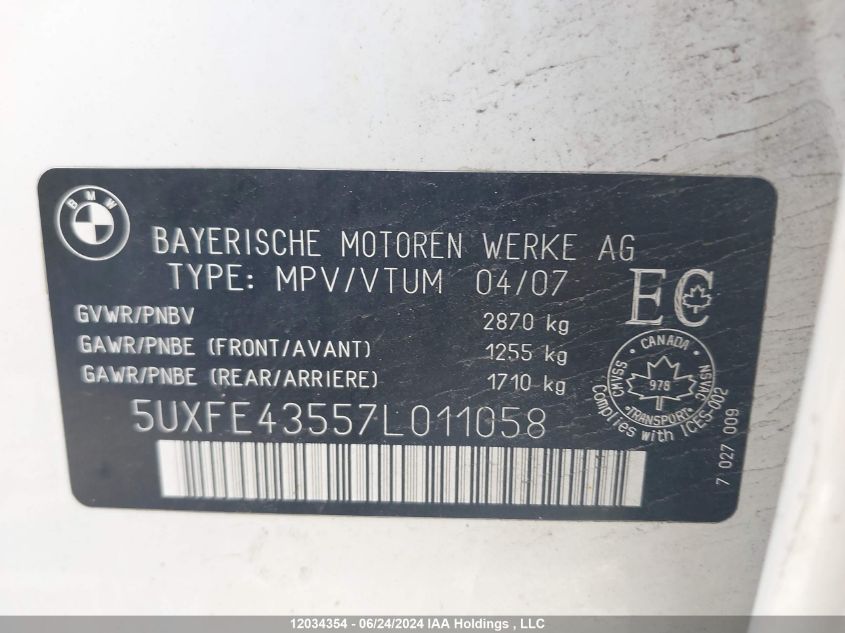 BMW
BAYERISCHE MOTOREN WERKE AG
TYPE: MPV/VTUM 04/07
GVWR/PNBV 2870 kg
GAWR/PNBE (FRONT/AVANT) 1255 kg
GAWR/PNBE (REAR/ARRIERE) 1710 kg
5UXFE43557L011058
EC
CANADA
CMVSS 978 NSVAC
TRANSPORT
Complies with ICES-002
7 027 009
12034354 - 06/24/2024 IAA Holdings , LLC